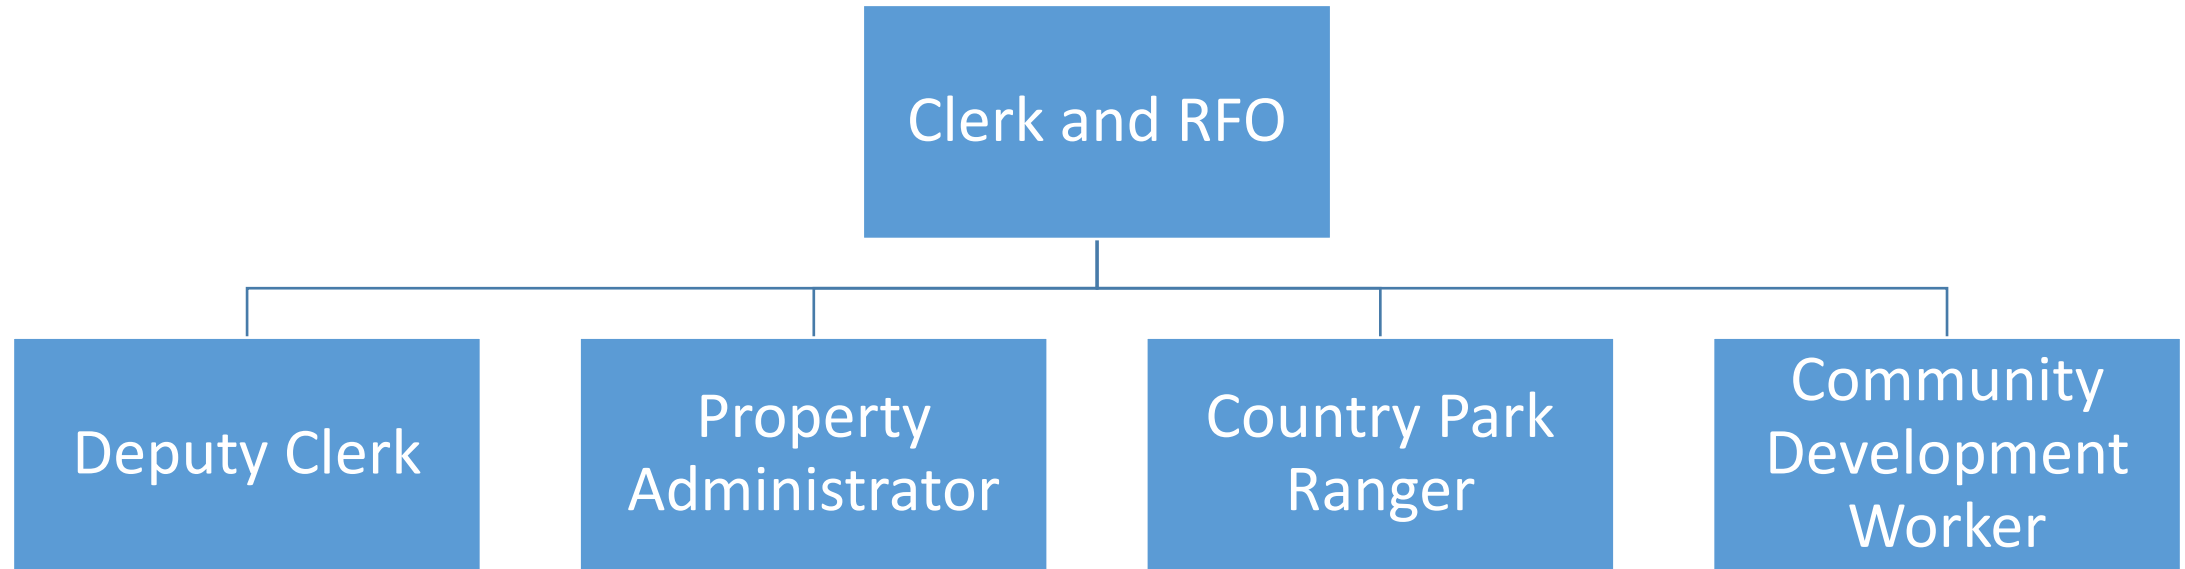 Clerk and RFO
Deputy Clerk
Property
Administrator
Country Park
Ranger
Community
Development
Worker